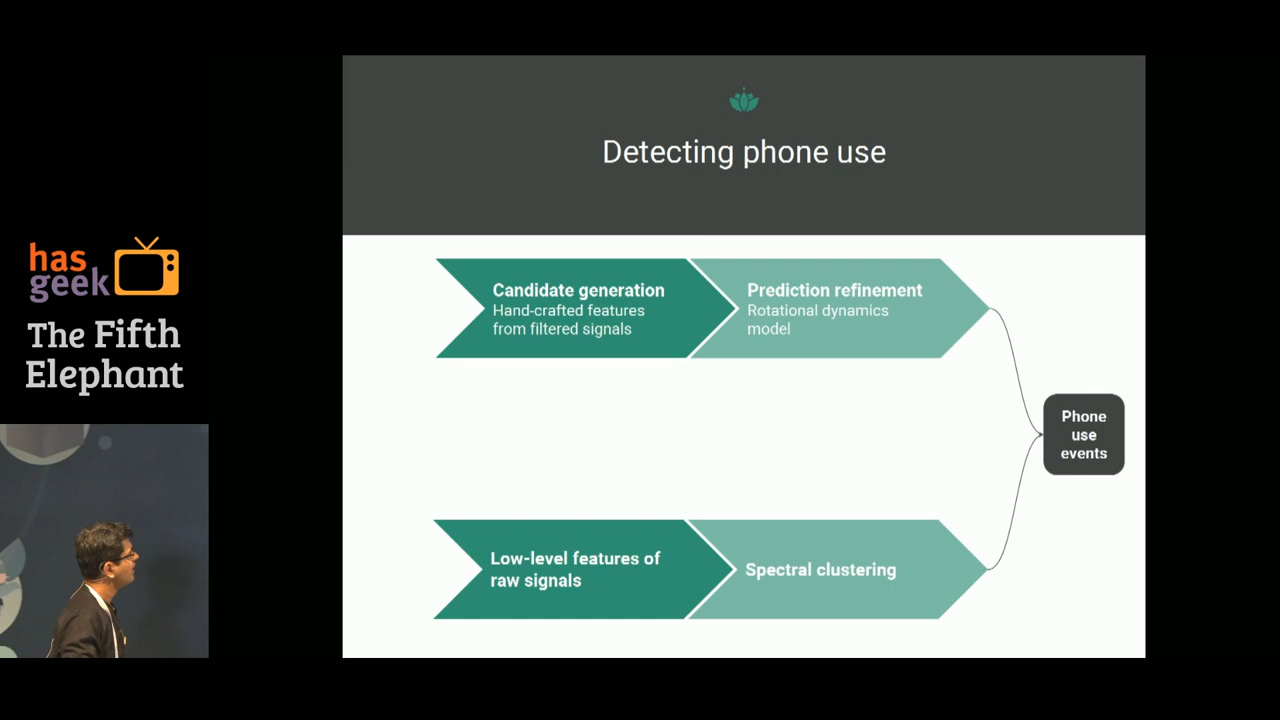 has
geek
The Fifth
Elephant
Detecting phone use
Candidate generation
Hand-crafted features
from filtered signals
Prediction refinement
Rotational dynamics
model
Phone
use
events
Low-level features of
raw signals
Spectral clustering